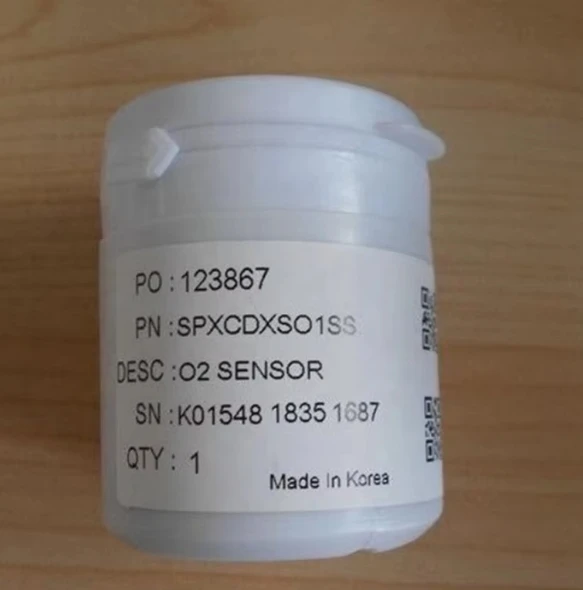 PO : 123867
PN : SPXCDXSO1SS
DESC : O2 SENSOR
SN : K01548 1835 1687
QTY : 1
Made In Korea